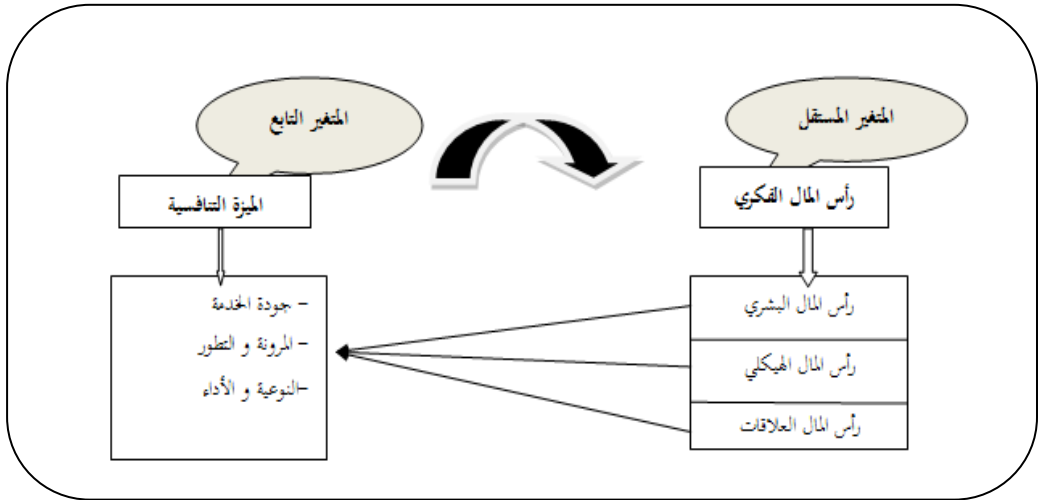 المتغير المستقل
المتغير التابع
رأس المال الفكري
الميزة التنافسية
رأس المال البشري
رأس المال الهيكلي
رأس المال العلاقات
- جودة الخدمة
- المرونة و التطور
-النوعية و الأداء